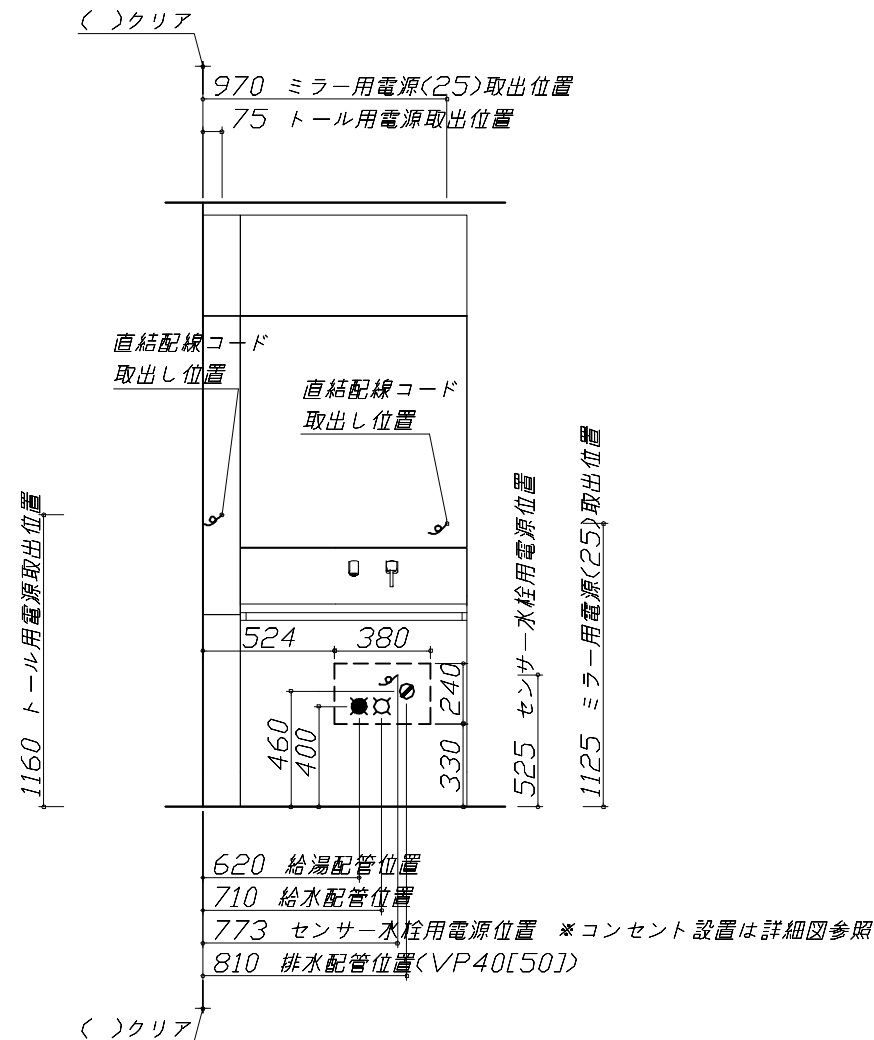 ( )クリア
970 ミラー用電源(25)取出位置
75 トール用電源取出位置
直結配線コード
取出し位置
直結配線コード
取出し位置
1160 トール用電源取出位置
525 センサー水栓用電源位置
1125 ミラー用電源(25)取出位置
524
380
240
460
400
330
620 給湯配管位置
710 給水配管位置
773 センサー水栓用電源位置 ※コンセント設置は詳細図参照
810 排水配管位置(VP40[50])
( )クリア